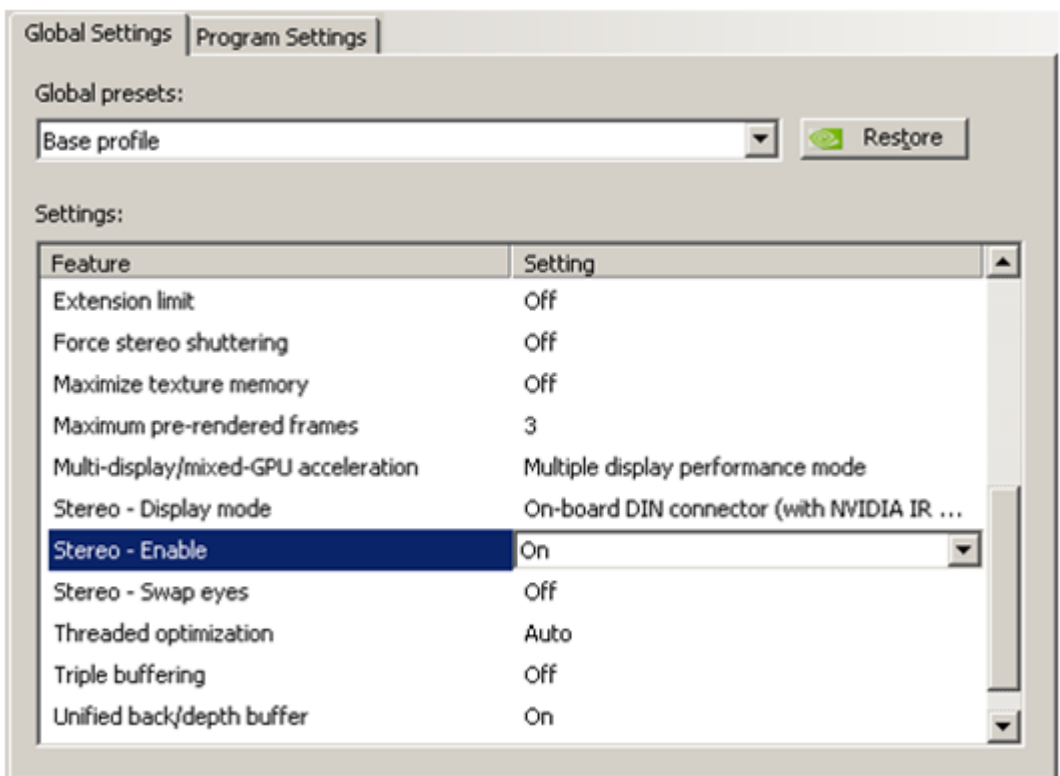 Global Settings Program Settings
Global presets:
Base profile Restore
Settings:
Feature Setting
Extension limit Off
Force stereo shuttering Off
Maximize texture memory Off
Maximum pre-rendered frames 3
Multi-display/mixed-GPU acceleration Multiple display performance mode
Stereo - Display mode On-board DIN connector (with NVIDIA IR ...
Stereo - Enable On
Stereo - Swap eyes Off
Threaded optimization Auto
Triple buffering Off
Unified back/depth buffer On